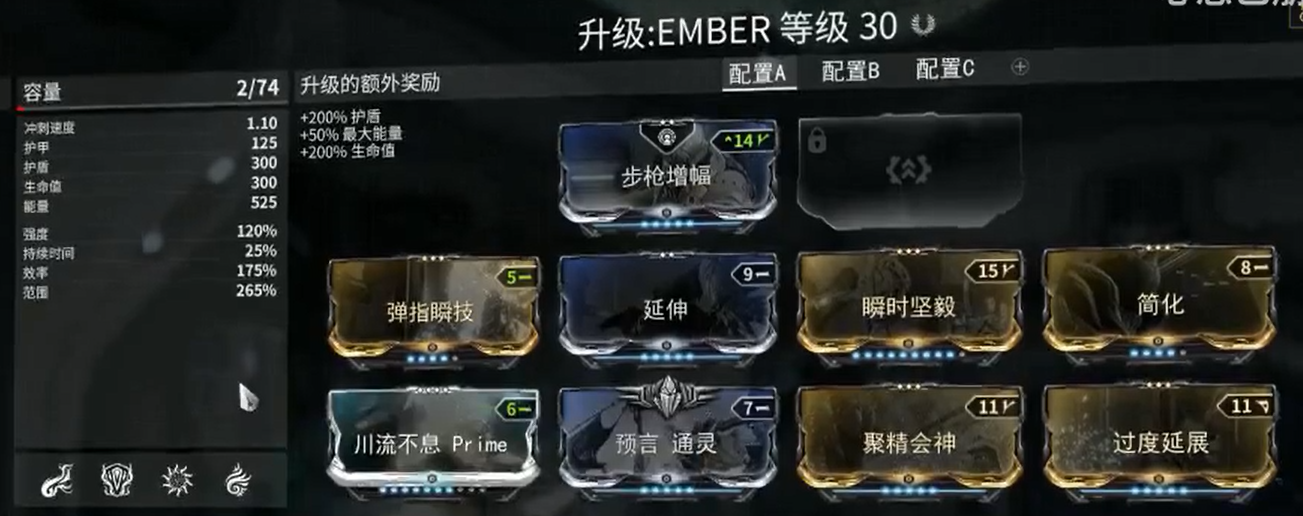 升级:EMBER 等级 30
容量 2/74
冲刺速度 1.10
护甲 125
护盾 300
生命值 300
能量 525
强度 120%
持续时间 25%
效率 175%
范围 265%
升级的额外奖励
+200% 护盾
+50% 最大能量
+200% 生命值
配置A 配置B 配置C
14
步枪增幅
5
弹指瞬技
9
延伸
15
瞬时坚毅
8
简化
6
川流不息 Prime
7
预言 通灵
11
聚精会神
11
过度延展